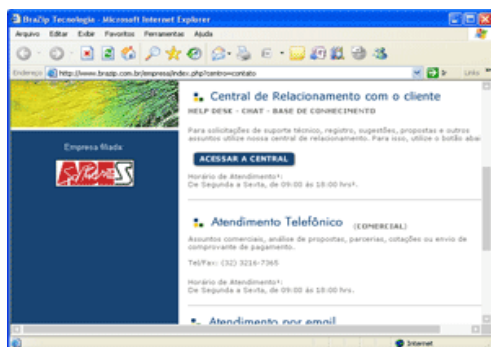 BraZip Tecnologia - Microsoft Internet Explorer
Arquivo Editar Exibir Favoritos Ferramentas Ajuda
Endereço http://www.brazip.com.br/empresa/index.php?centro=contato Ir Links »
Central de Relacionamento com o cliente
HELP DESK - CHAT - BASE DE CONHECIMENTO
Empresa filiada:
Para solicitações de suporte técnico, registro, sugestões, propostas e outros
assuntos utilize nossa central de relacionamento. Para isso, utilize o botão abai
ACESSAR A CENTRAL
Horário de Atendimento*:
De Segunda a Sexta, de 09:00 às 18:00 hrs*.
Atendimento Telefônico (COMERCIAL)
Assuntos comerciais, análise de propostas, parcerias, cotações ou envio de
comprovante de pagamento.
Tel/Fax: (32) 3216-7365
Horário de Atendimento*:
De Segunda a Sexta, de 09:00 às 18:00 hrs.
Atendimento por email
Internet